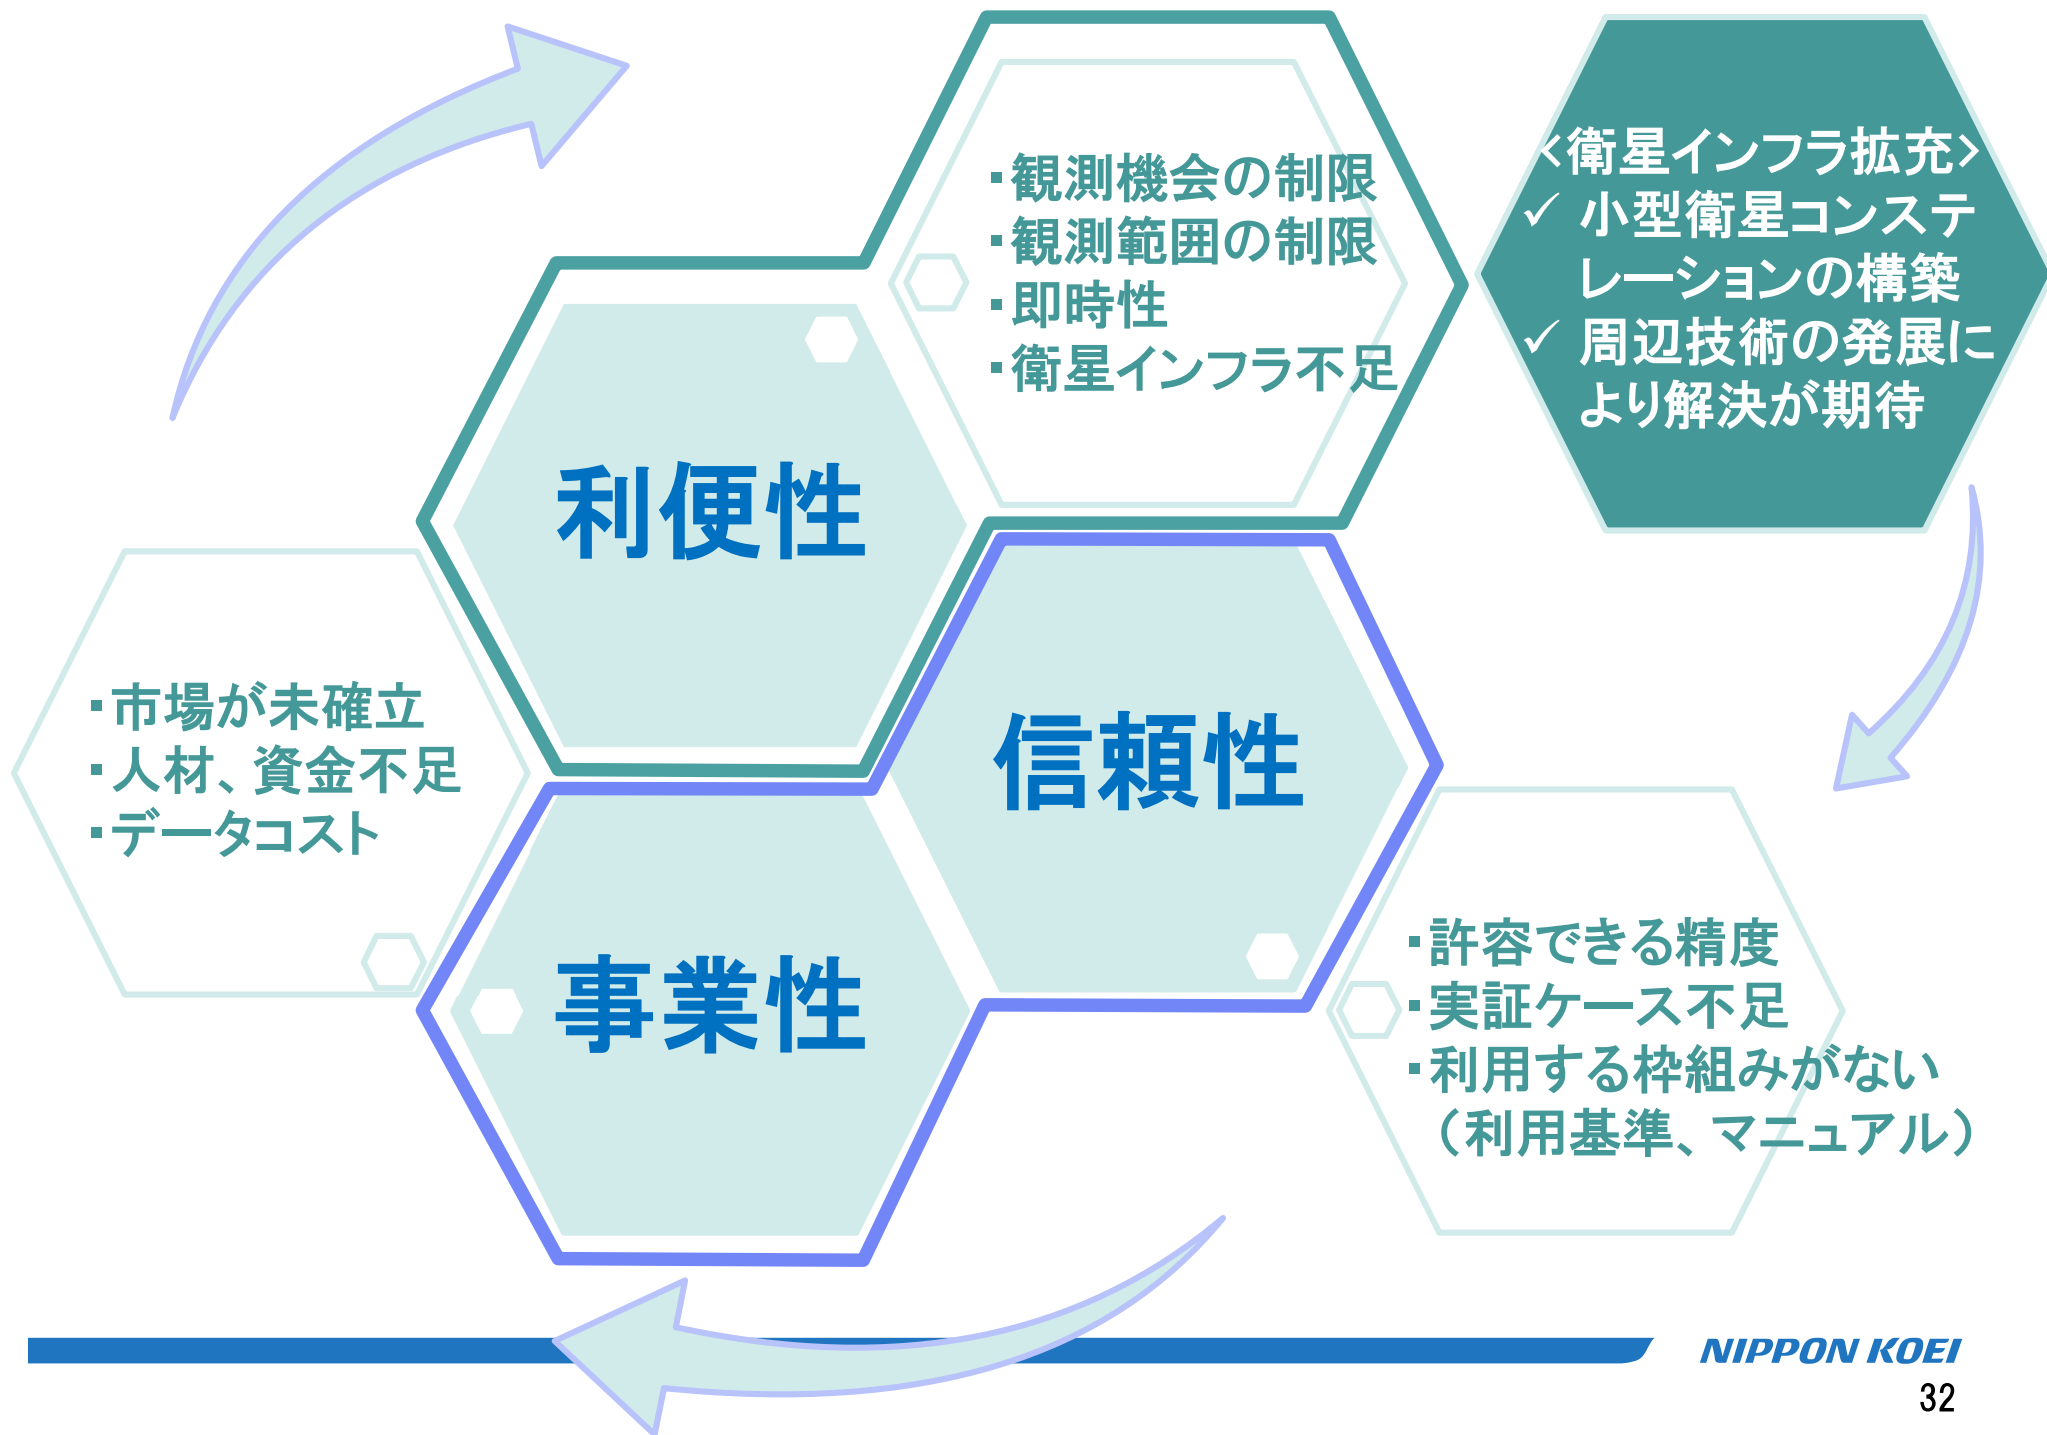 ・観測機会の制限
・観測範囲の制限
・即時性
・衛星インフラ不足
<衛星インフラ拡充>
✓ 小型衛星コンステ
レーションの構築
✓ 周辺技術の発展に
より解決が期待
利便性
・市場が未確立
・人材、資金不足
・データコスト
信頼性
事業性
・許容できる精度
・実証ケース不足
・利用する枠組みがない
（利用基準、マニュアル）
NIPPON KOEI
32